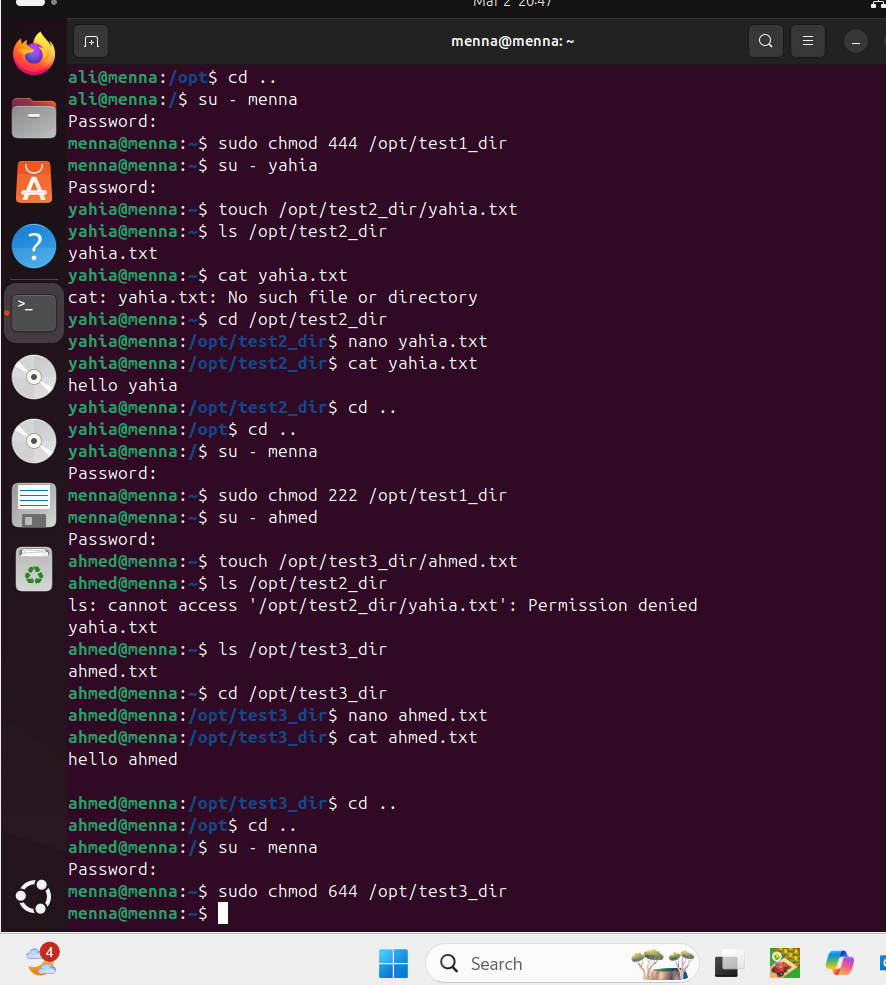 Mar 2 20:47
menna@menna: ~
ali@menna:/opt$ cd ..
ali@menna:/$ su - menna
Password:
menna@menna:~$ sudo chmod 444 /opt/test1_dir
menna@menna:~$ su - yahia
Password:
yahia@menna:~$ touch /opt/test2_dir/yahia.txt
yahia@menna:~$ ls /opt/test2_dir
yahia.txt
yahia@menna:~$ cat yahia.txt
cat: yahia.txt: No such file or directory
yahia@menna:~$ cd /opt/test2_dir
yahia@menna:/opt/test2_dir$ nano yahia.txt
yahia@menna:/opt/test2_dir$ cat yahia.txt
hello yahia
yahia@menna:/opt/test2_dir$ cd ..
yahia@menna:/opt$ cd ..
yahia@menna:/$ su - menna
Password:
menna@menna:~$ sudo chmod 222 /opt/test1_dir
menna@menna:~$ su - ahmed
Password:
ahmed@menna:~$ touch /opt/test3_dir/ahmed.txt
ahmed@menna:~$ ls /opt/test2_dir
ls: cannot access '/opt/test2_dir/yahia.txt': Permission denied
yahia.txt
ahmed@menna:~$ ls /opt/test3_dir
ahmed.txt
ahmed@menna:~$ cd /opt/test3_dir
ahmed@menna:/opt/test3_dir$ nano ahmed.txt
ahmed@menna:/opt/test3_dir$ cat ahmed.txt
hello ahmed
ahmed@menna:/opt/test3_dir$ cd ..
ahmed@menna:/opt$ cd ..
ahmed@menna:/$ su - menna
Password:
menna@menna:~$ sudo chmod 644 /opt/test3_dir
menna@menna:~$
4
Search